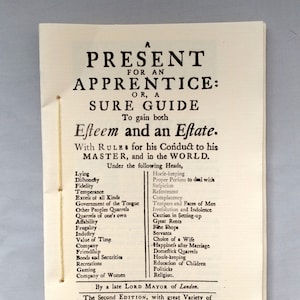 A
PRESENT
FOR AN
APPRENTICE:
OR, A
SURE GUIDE
To gain both
Eſteem and an Eſtate.
With RULES for his Conduct to his
MASTER, and in the WORLD.
Under the following Heads,
Lying
Diſhoneſty
Fidelity
Temperance
Exceſs of all Kinds
Government of the Tongue
Other Peoples Quarrels
Quarrels of one's own
Affability
Frugality
Induſtry
Value of Time
Company
Friendſhip
Bonds and Securities
Recreations
Gaming
Company of Women
Horſe-keeping
Proper Perſons to deal with
Suſpicion
Reſentment
Complacency
Tempers and Faces of Men
Irreſolution and Indolence
Caution in Setting-up
Great Rents
Fine Shops
Servants
Choice of a Wife
Happineſs after Marriage
Domeſtick Quarrels
Houſe-keeping
Education of Children
Politicks
Religion.
By a late LORD MAYOR of London.
The Second EDITION, with great Variety of